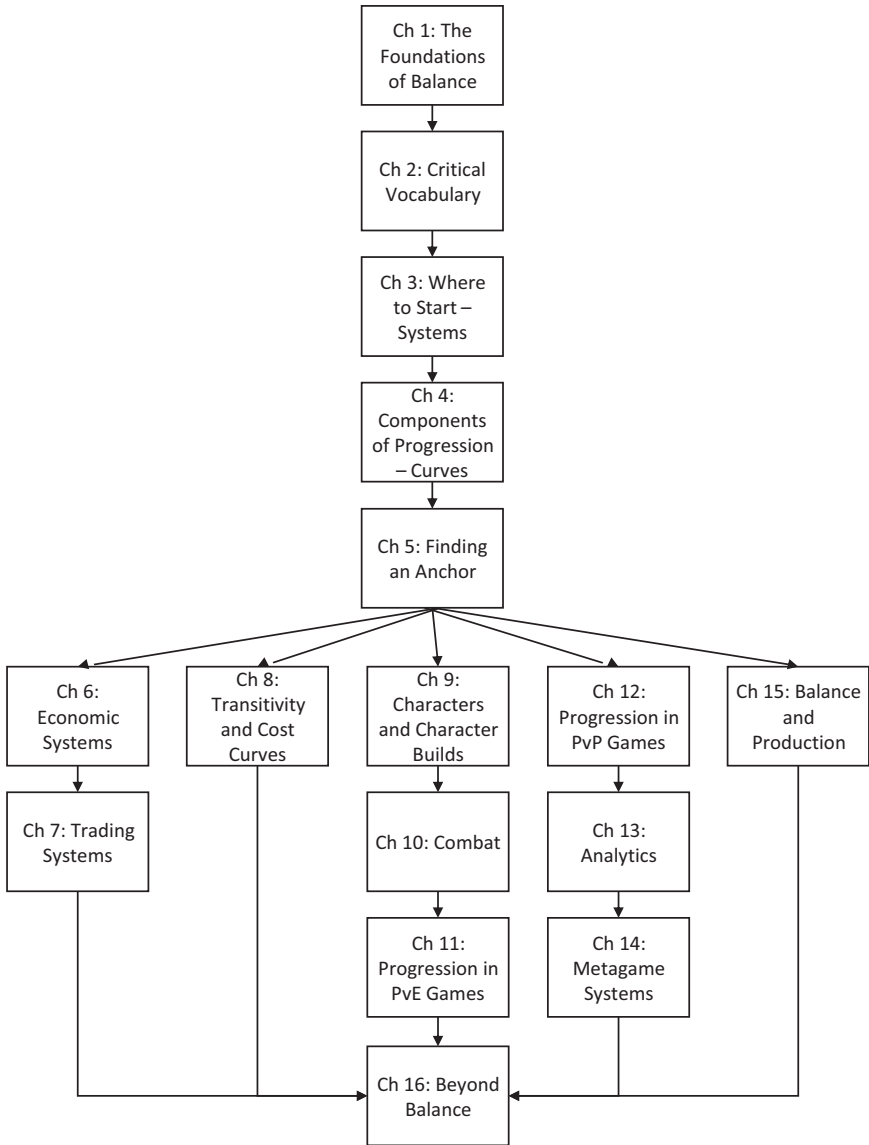 Ch 1: The
Foundations
of Balance
Ch 2: Critical
Vocabulary
Ch 3: Where
to Start –
Systems
Ch 4:
Components
of Progression
– Curves
Ch 5: Finding
an Anchor
Ch 6:
Economic
Systems
Ch 8:
Transitivity
and Cost
Curves
Ch 9:
Characters
and Character
Builds
Ch 12:
Progression in
PvP Games
Ch 15: Balance
and
Production
Ch 7: Trading
Systems
Ch 10: Combat
Ch 13:
Analytics
Ch 11:
Progression in
PvE Games
Ch 14:
Metagame
Systems
Ch 16: Beyond
Balance